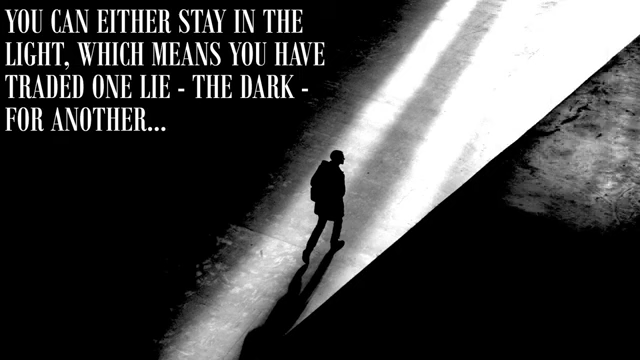 YOU CAN EITHER STAY IN THE
LIGHT, WHICH MEANS YOU HAVE
TRADED ONE LIE - THE DARK -
FOR ANOTHER...